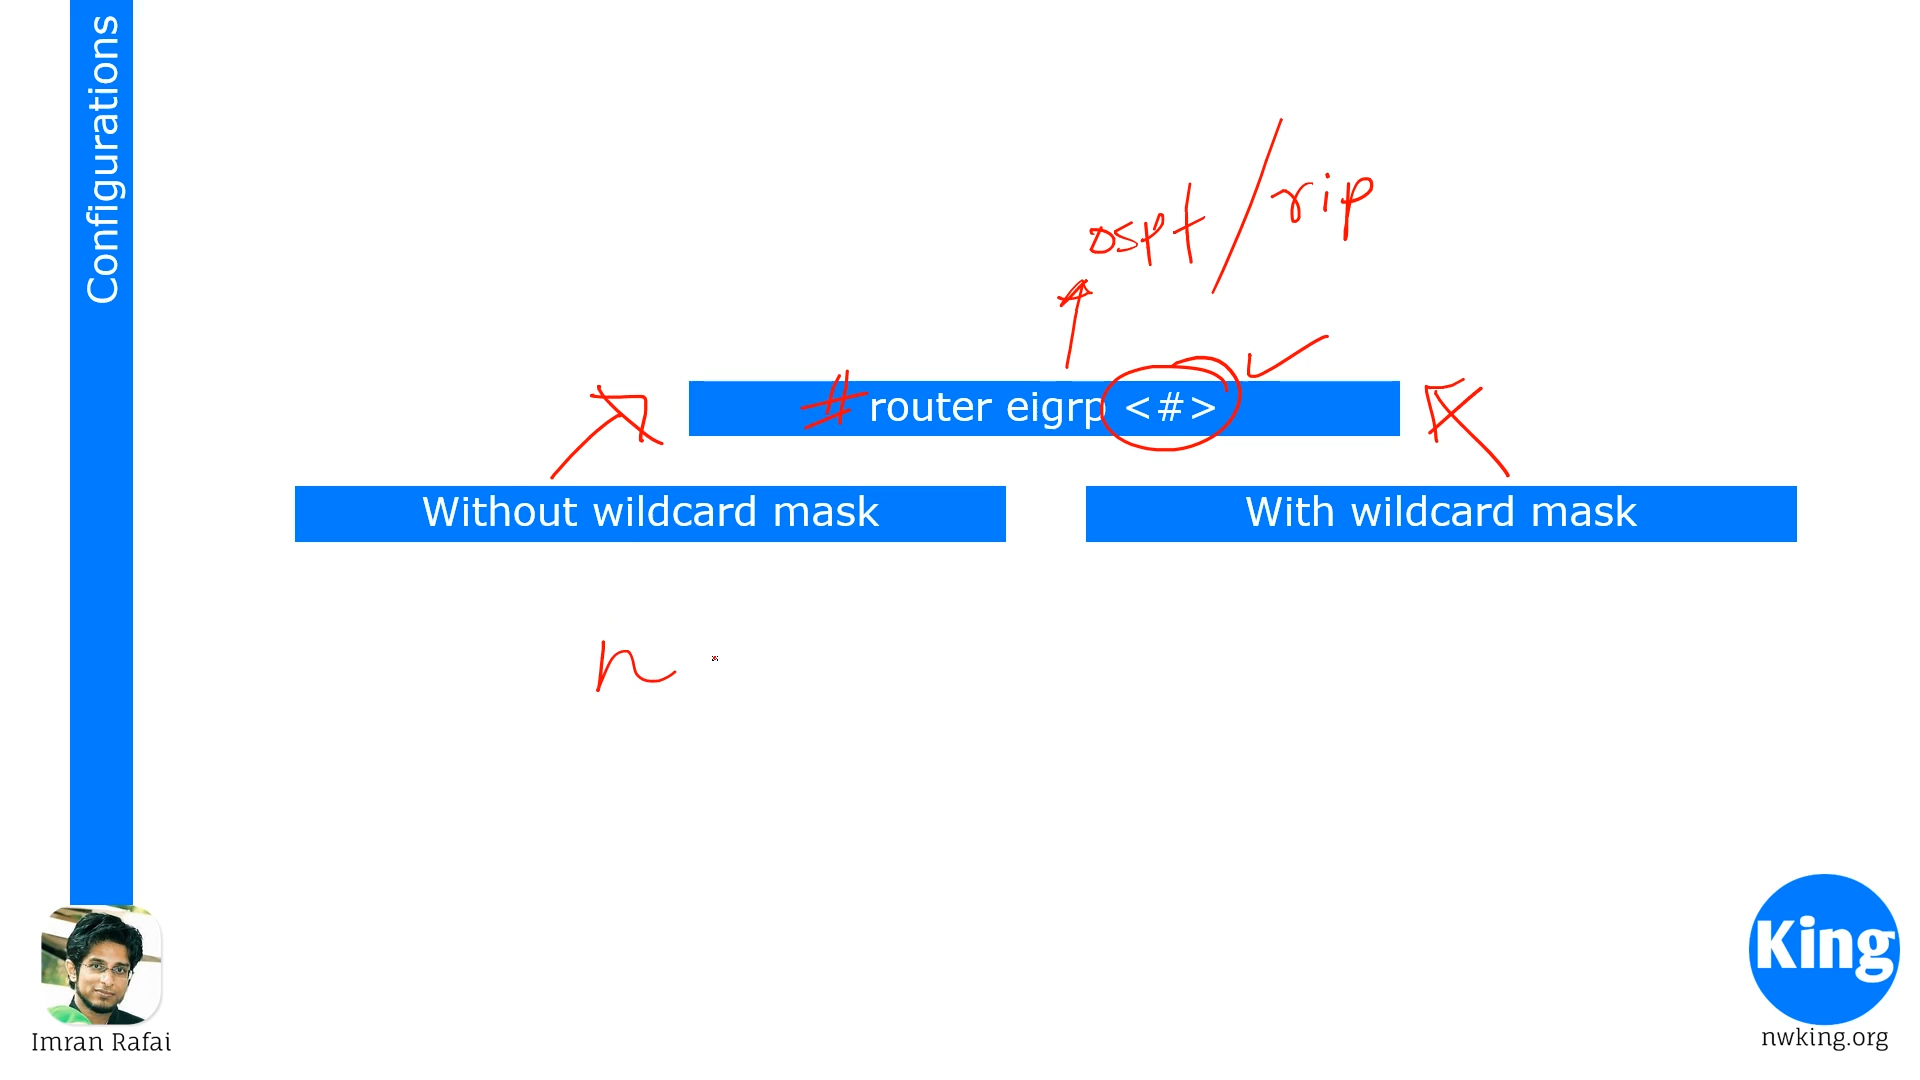 Configurations
ospf / rip
# router eigrp <#>
Without wildcard mask
With wildcard mask
n
King
Imran Rafai
nwking.org